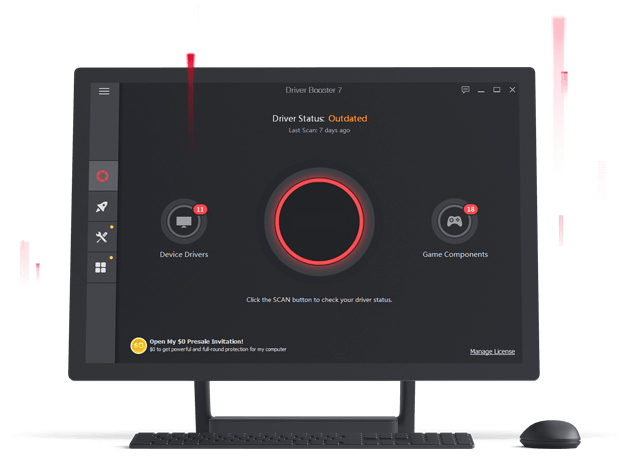 Driver Booster 7
Driver Status: Outdated
Last Scan: 7 days ago
11
18
Device Drivers
Game Components
Click the SCAN button to check your driver status.
Open My $0 Presale Invitation!
$0 to get powerful and full-round protection for my computer
Manage License